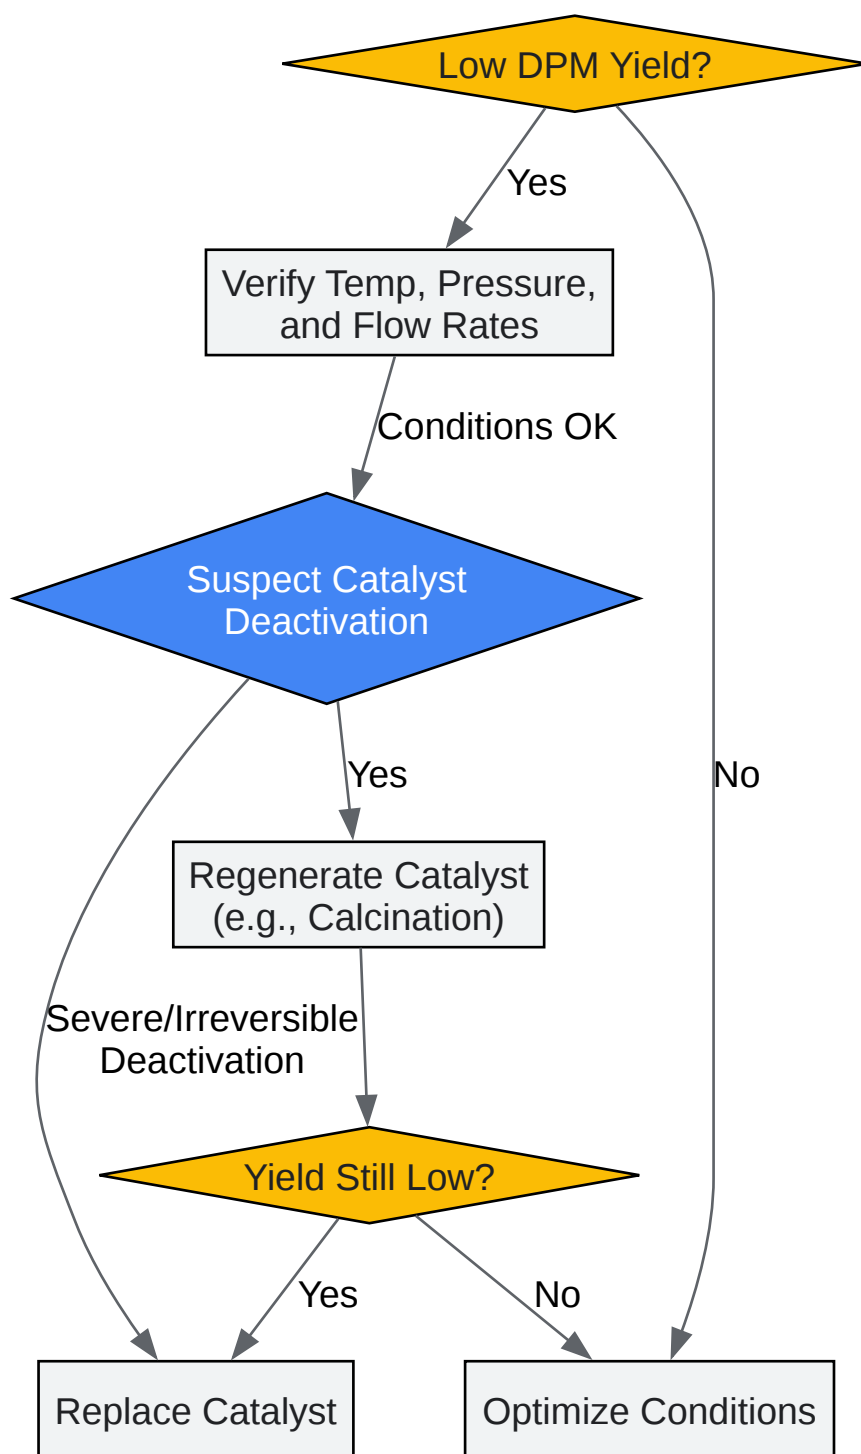 Low DPM Yield?
Yes
Verify Temp, Pressure,
and Flow Rates
Conditions OK
Suspect Catalyst
Deactivation
Yes
No
Regenerate Catalyst
(e.g., Calcination)
Severe/Irreversible
Deactivation
Yield Still Low?
Yes
No
Replace Catalyst
Optimize Conditions